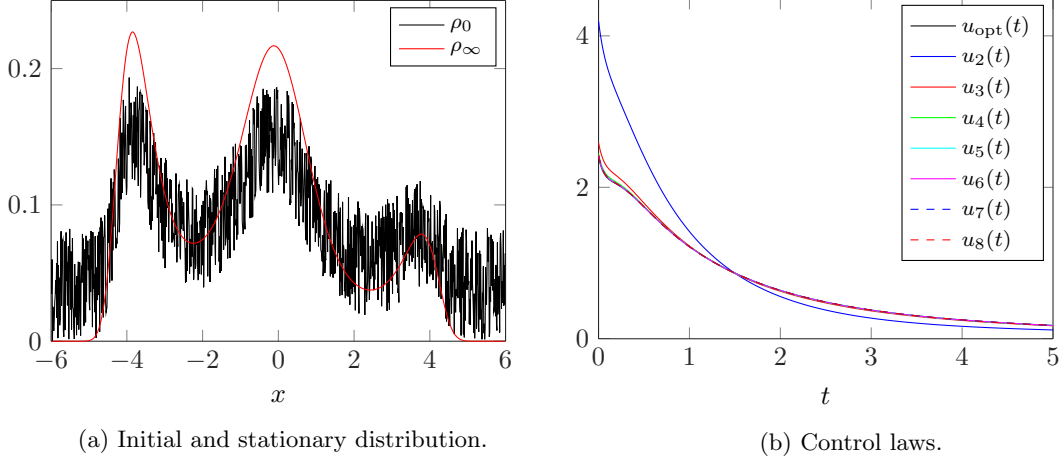 0.2
0.1
0
−6
−4
−2
0
2
4
6
x
ρ₀
ρ∞
(a) Initial and stationary distribution.
4
2
0
0
1
2
3
4
5
t
u_opt(t)
u₂(t)
u₃(t)
u₄(t)
u₅(t)
u₆(t)
u₇(t)
u₈(t)
(b) Control laws.